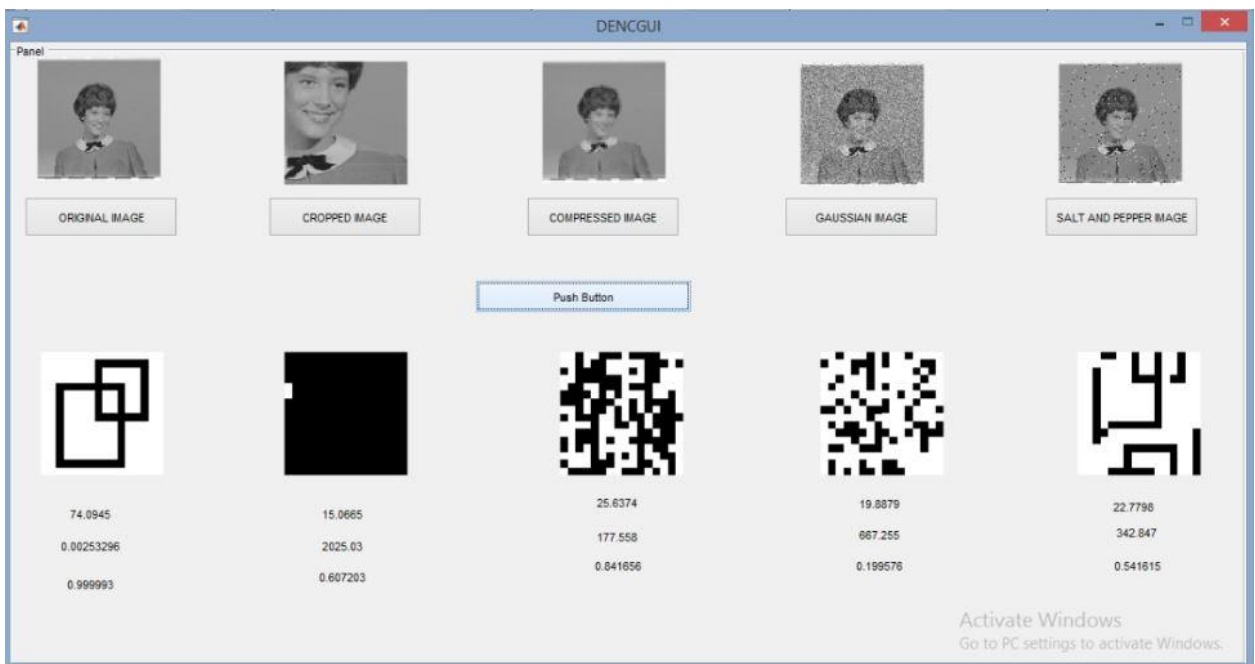 DENCGUI
Panel
ORIGINAL IMAGE CROPPED IMAGE COMPRESSED IMAGE GAUSSIAN IMAGE SALT AND PEPPER IMAGE
Push Button
74.0945 15.0665 25.6374 19.8879 22.7798
0.00253296 2025.03 177.558 667.255 342.847
0.999993 0.607203 0.841656 0.199576 0.541615
Activate Windows
Go to PC settings to activate Windows.